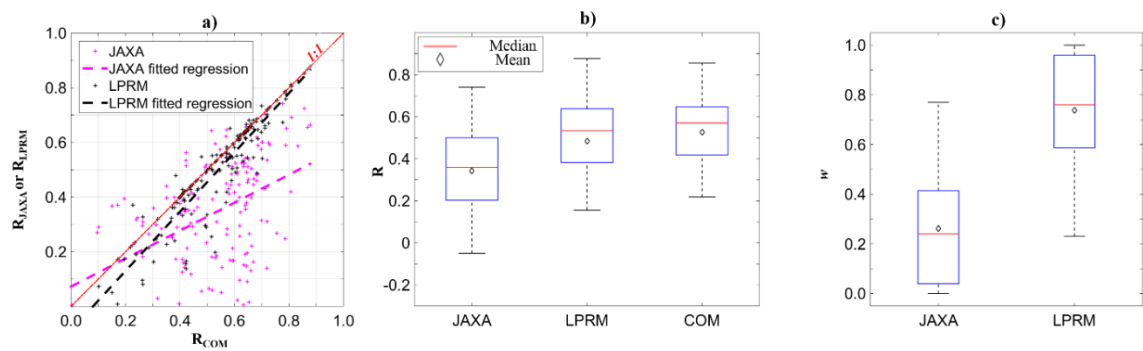 a)
JAXA
JAXA fitted regression
LPRM
LPRM fitted regression
1:1
1.0
0.8
0.6
0.4
0.2
0.0 0.2 0.4 0.6 0.8 1.0
R_JAXA or R_LPRM
R_COM
b)
Median
Mean
0.8
0.6
0.4
0.2
0
-0.2
R
JAXA LPRM COM
c)
1.0
0.8
0.6
0.4
0.2
0.0
w
JAXA LPRM